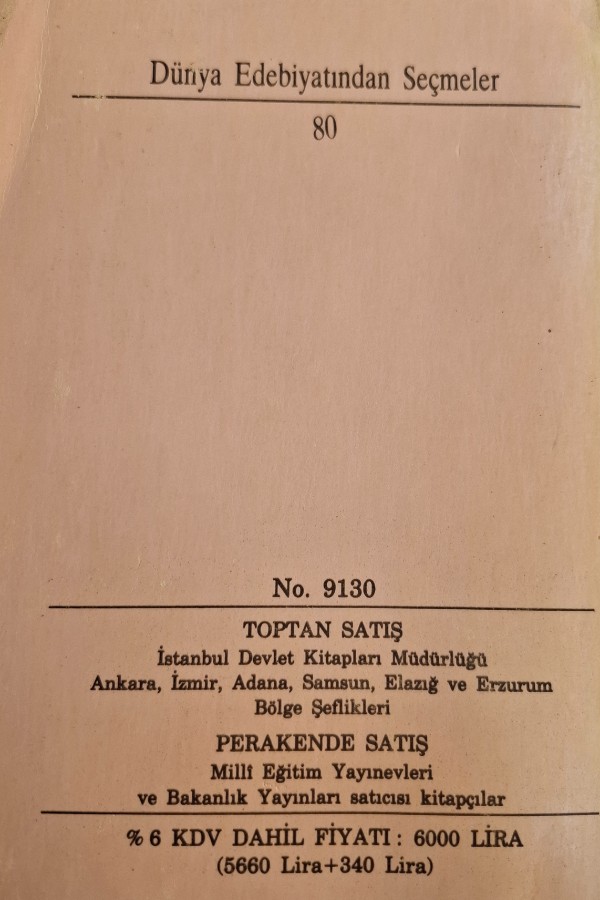 Dünya Edebiyatından Seçmeler
80
No. 9130
TOPTAN SATIŞ
İstanbul Devlet Kitapları Müdürlüğü
Ankara, İzmir, Adana, Samsun, Elazığ ve Erzurum
Bölge Şeflikleri
PERAKENDE SATIŞ
Millî Eğitim Yayınevleri
ve Bakanlık Yayınları satıcısı kitapçılar
% 6 KDV DAHİL FİYATI : 6000 LİRA
(5660 Lira+340 Lira)